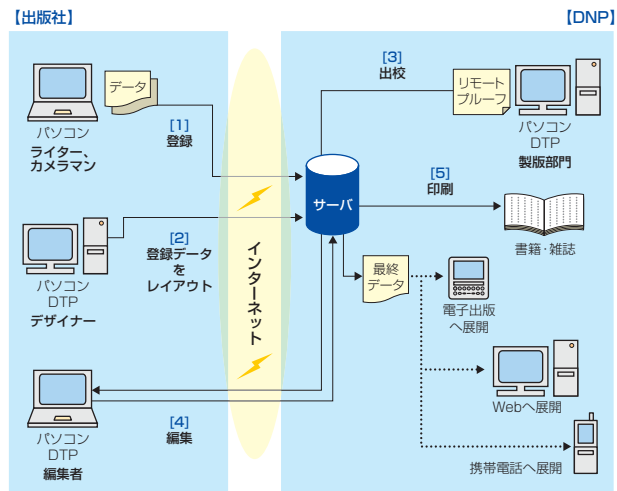 【出版社】
【DNP】
データ
パソコン
ライター、
カメラマン
[1]
登録
[3]
出校
リモート
プルーフ
パソコン
DTP
製版部門
サーバ
[5]
印刷
書籍・雑誌
パソコン
DTP
デザイナー
[2]
登録データ
を
レイアウト
インターネット
最終
データ
電子出版
へ展開
Webへ展開
携帯電話へ展開
パソコン
DTP
編集者
[4]
編集